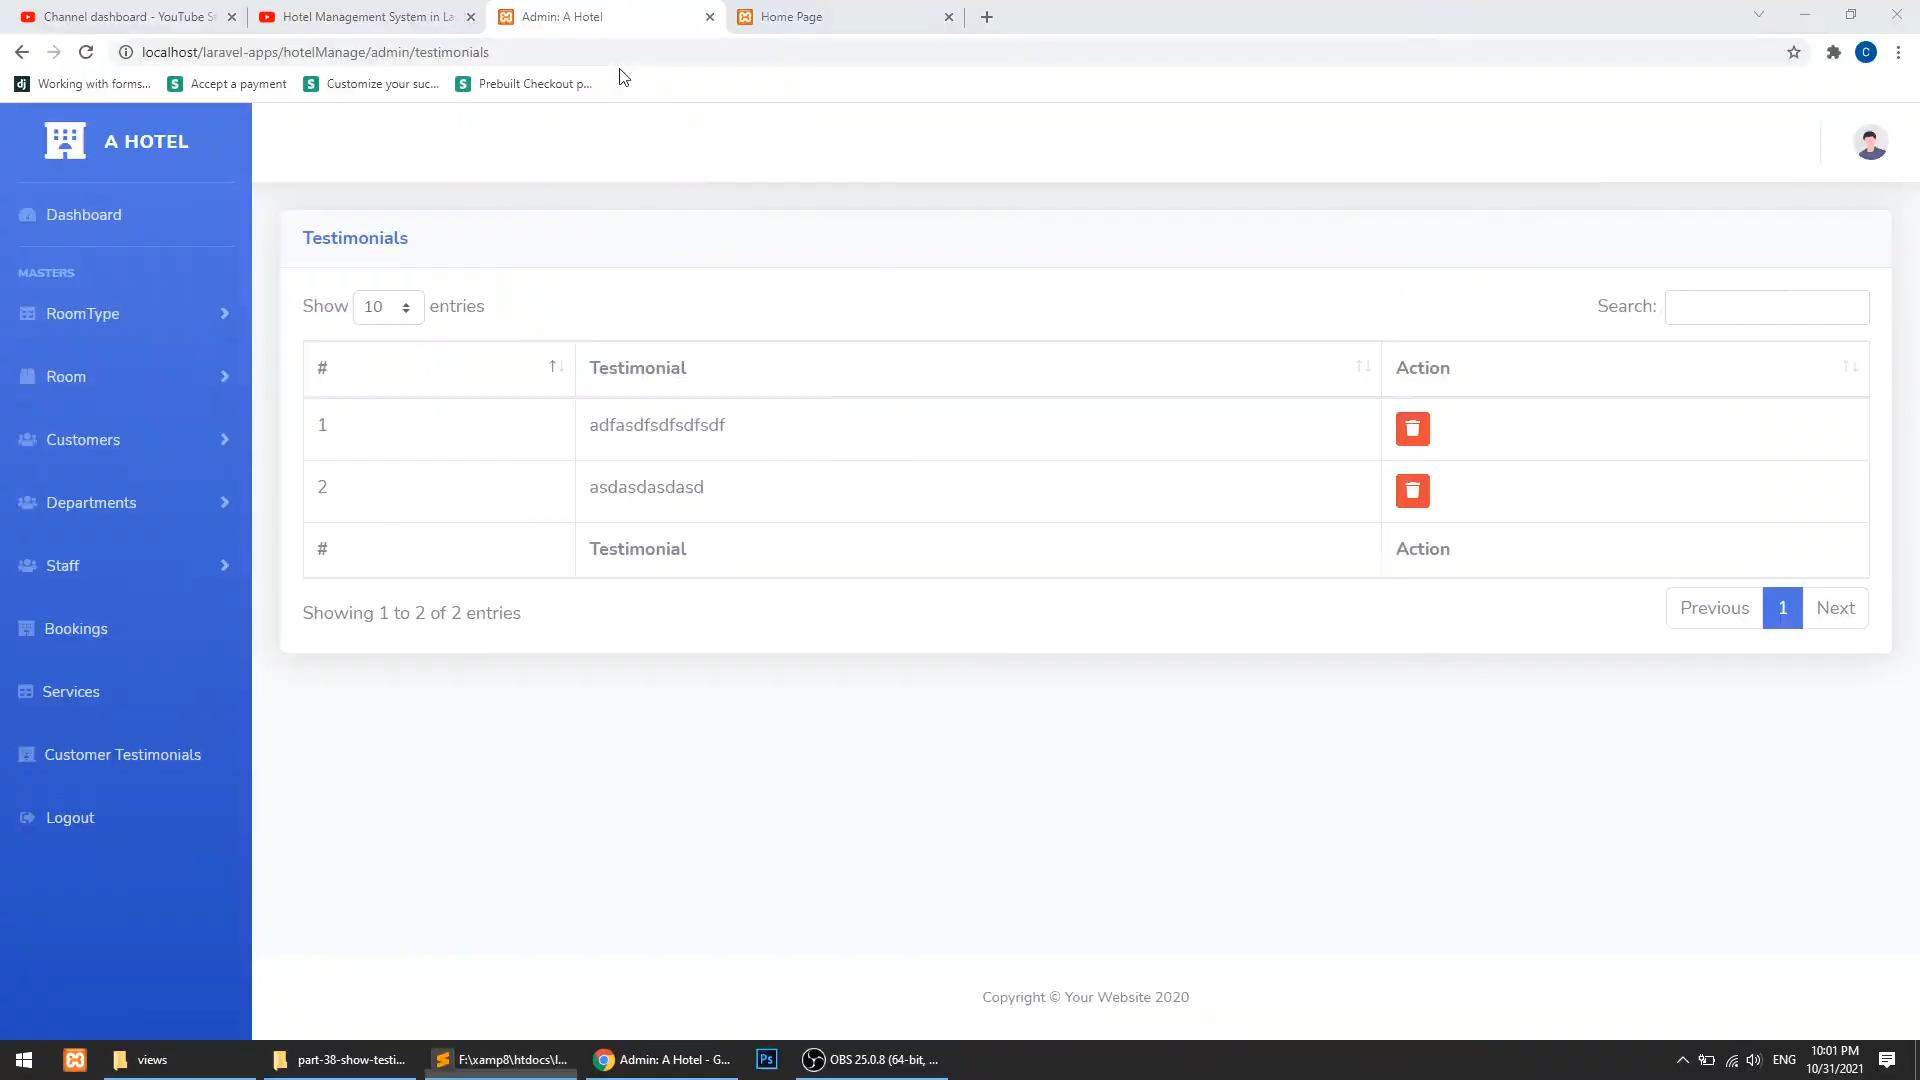 Channel dashboard - YouTube S
Hotel Management System in La
Admin: A Hotel
Home Page
localhost/laravel-apps/hotelManage/admin/testimonials
C
dj Working with forms...
S Accept a payment
S Customize your suc...
S Prebuilt Checkout p...
A HOTEL
Dashboard
MASTERS
RoomType
Room
Customers
Departments
Staff
Bookings
Services
Customer Testimonials
Logout
Testimonials
Show 10 entries
Search:
# Testimonial Action
1 adfasdfsdfsdfsdf
2 asdasdasdasd
# Testimonial Action
Showing 1 to 2 of 2 entries
Previous 1 Next
Copyright © Your Website 2020
views
part-38-show-testi...
F:\xamp8\htdocs\l...
Admin: A Hotel - G...
Ps
OBS 25.0.8 (64-bit, ...
ENG
10:01 PM
10/31/2021